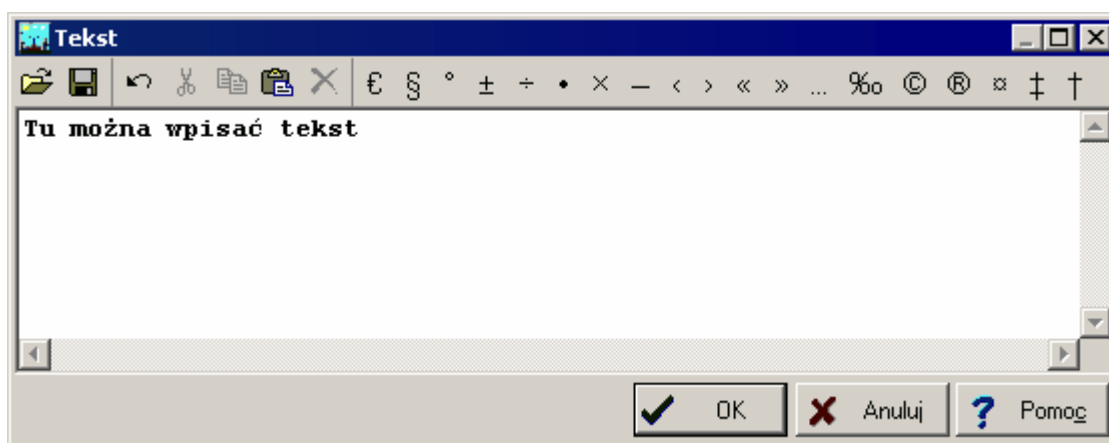 Tekst
€ § ° ± ÷ • × — ‹ › « » … ‰ © ® ¤ ‡ †
Tu można wpisać tekst
OK Anuluj Pomoc